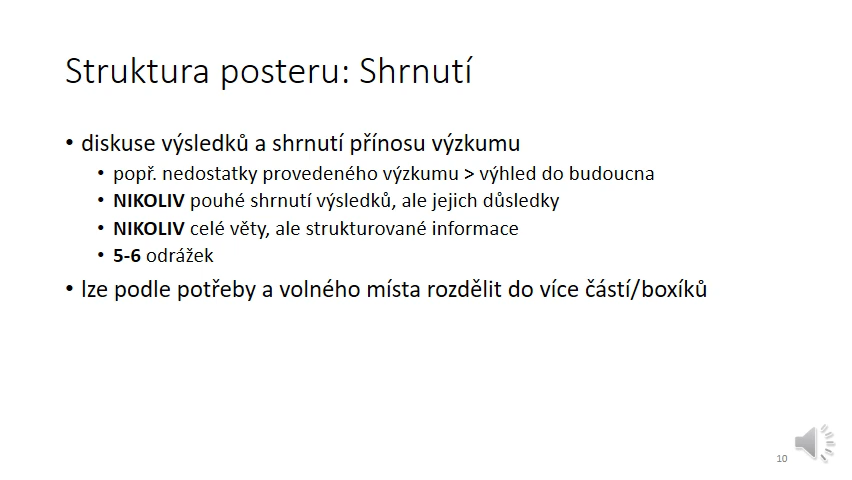 Struktura posteru: Shrnutí
• diskuse výsledků a shrnutí přínosu výzkumu
• popř. nedostatky provedeného výzkumu > výhled do budoucna
• NIKOLIV pouhé shrnutí výsledků, ale jejich důsledky
• NIKOLIV celé věty, ale strukturované informace
• 5-6 odrážek
• lze podle potřeby a volného místa rozdělit do více částí/boxíků
10